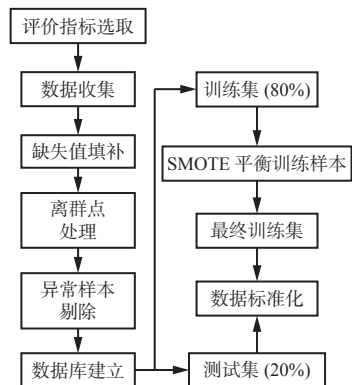 评价指标选取
数据收集
缺失值填补
离群点
处理
异常样本
剔除
数据库建立
训练集 (80%)
SMOTE 平衡训练样本
最终训练集
数据标准化
测试集 (20%)